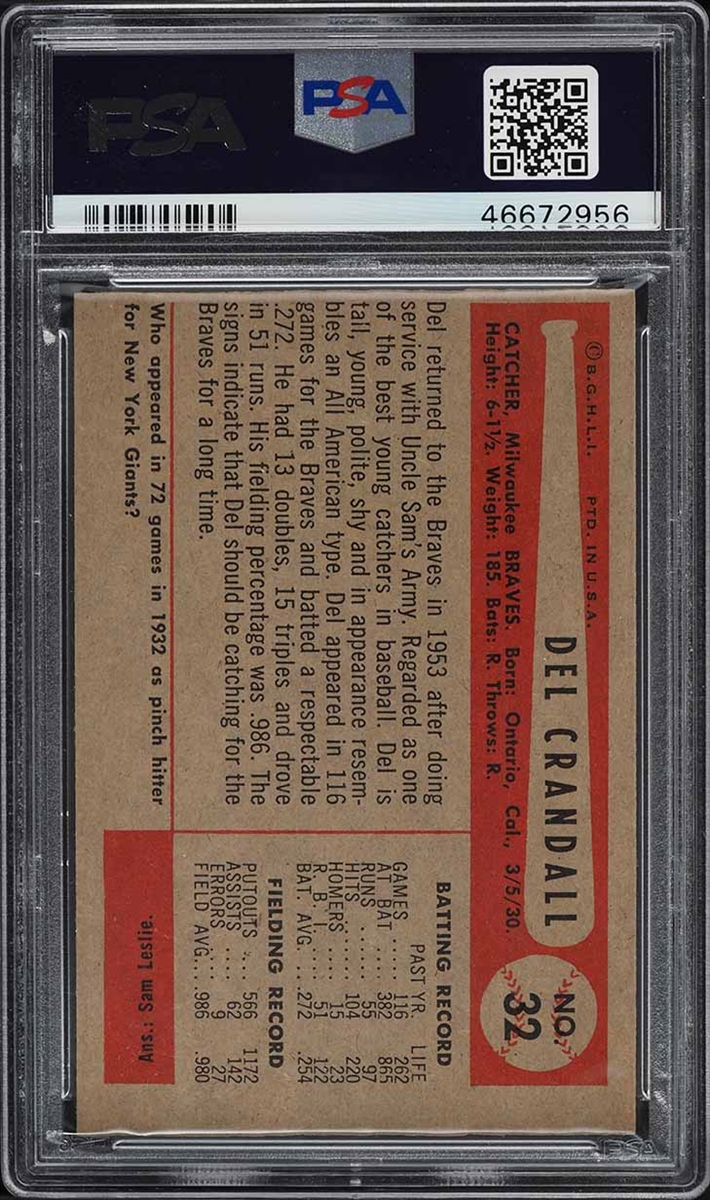 PSA
PSA
46672956
© B.G.H.L.I. PTD. IN U.S.A.
DEL CRANDALL
NO.
32
CATCHER, Milwaukee BRAVES. Born: Ontario, Cal., 3/5/30.
Height: 6-1½. Weight: 185. Bats: R. Throws: R.
Del returned to the Braves in 1953 after doing
service with Uncle Sam's Army. Regarded as one
of the best young catchers in baseball. Del is
tall, young, polite, shy and in appearance resem-
bles an All American type. Del appeared in 116
games for the Braves and batted a respectable
.272. He had 13 doubles, 15 triples and drove
in 51 runs. His fielding percentage was .986. The
signs indicate that Del should be catching for the
Braves for a long time.
BATTING RECORD
PAST YR. LIFE
GAMES ...... 116 262
AT BAT .... 382 865
RUNS ...... 55 97
HITS ...... 104 220
HOMERS .... 15 23
R. B. I. .... 51 122
BAT. AVG. ... .272 .254
FIELDING RECORD
PUTOUTS .. 566 1172
ASSISTS .... 62 142
ERRORS .... 9 27
FIELD AVG... .986 .980
Who appeared in 72 games in 1932 as pinch hitter
for New York Giants?
Ans.: Sam Leslie.
PSA